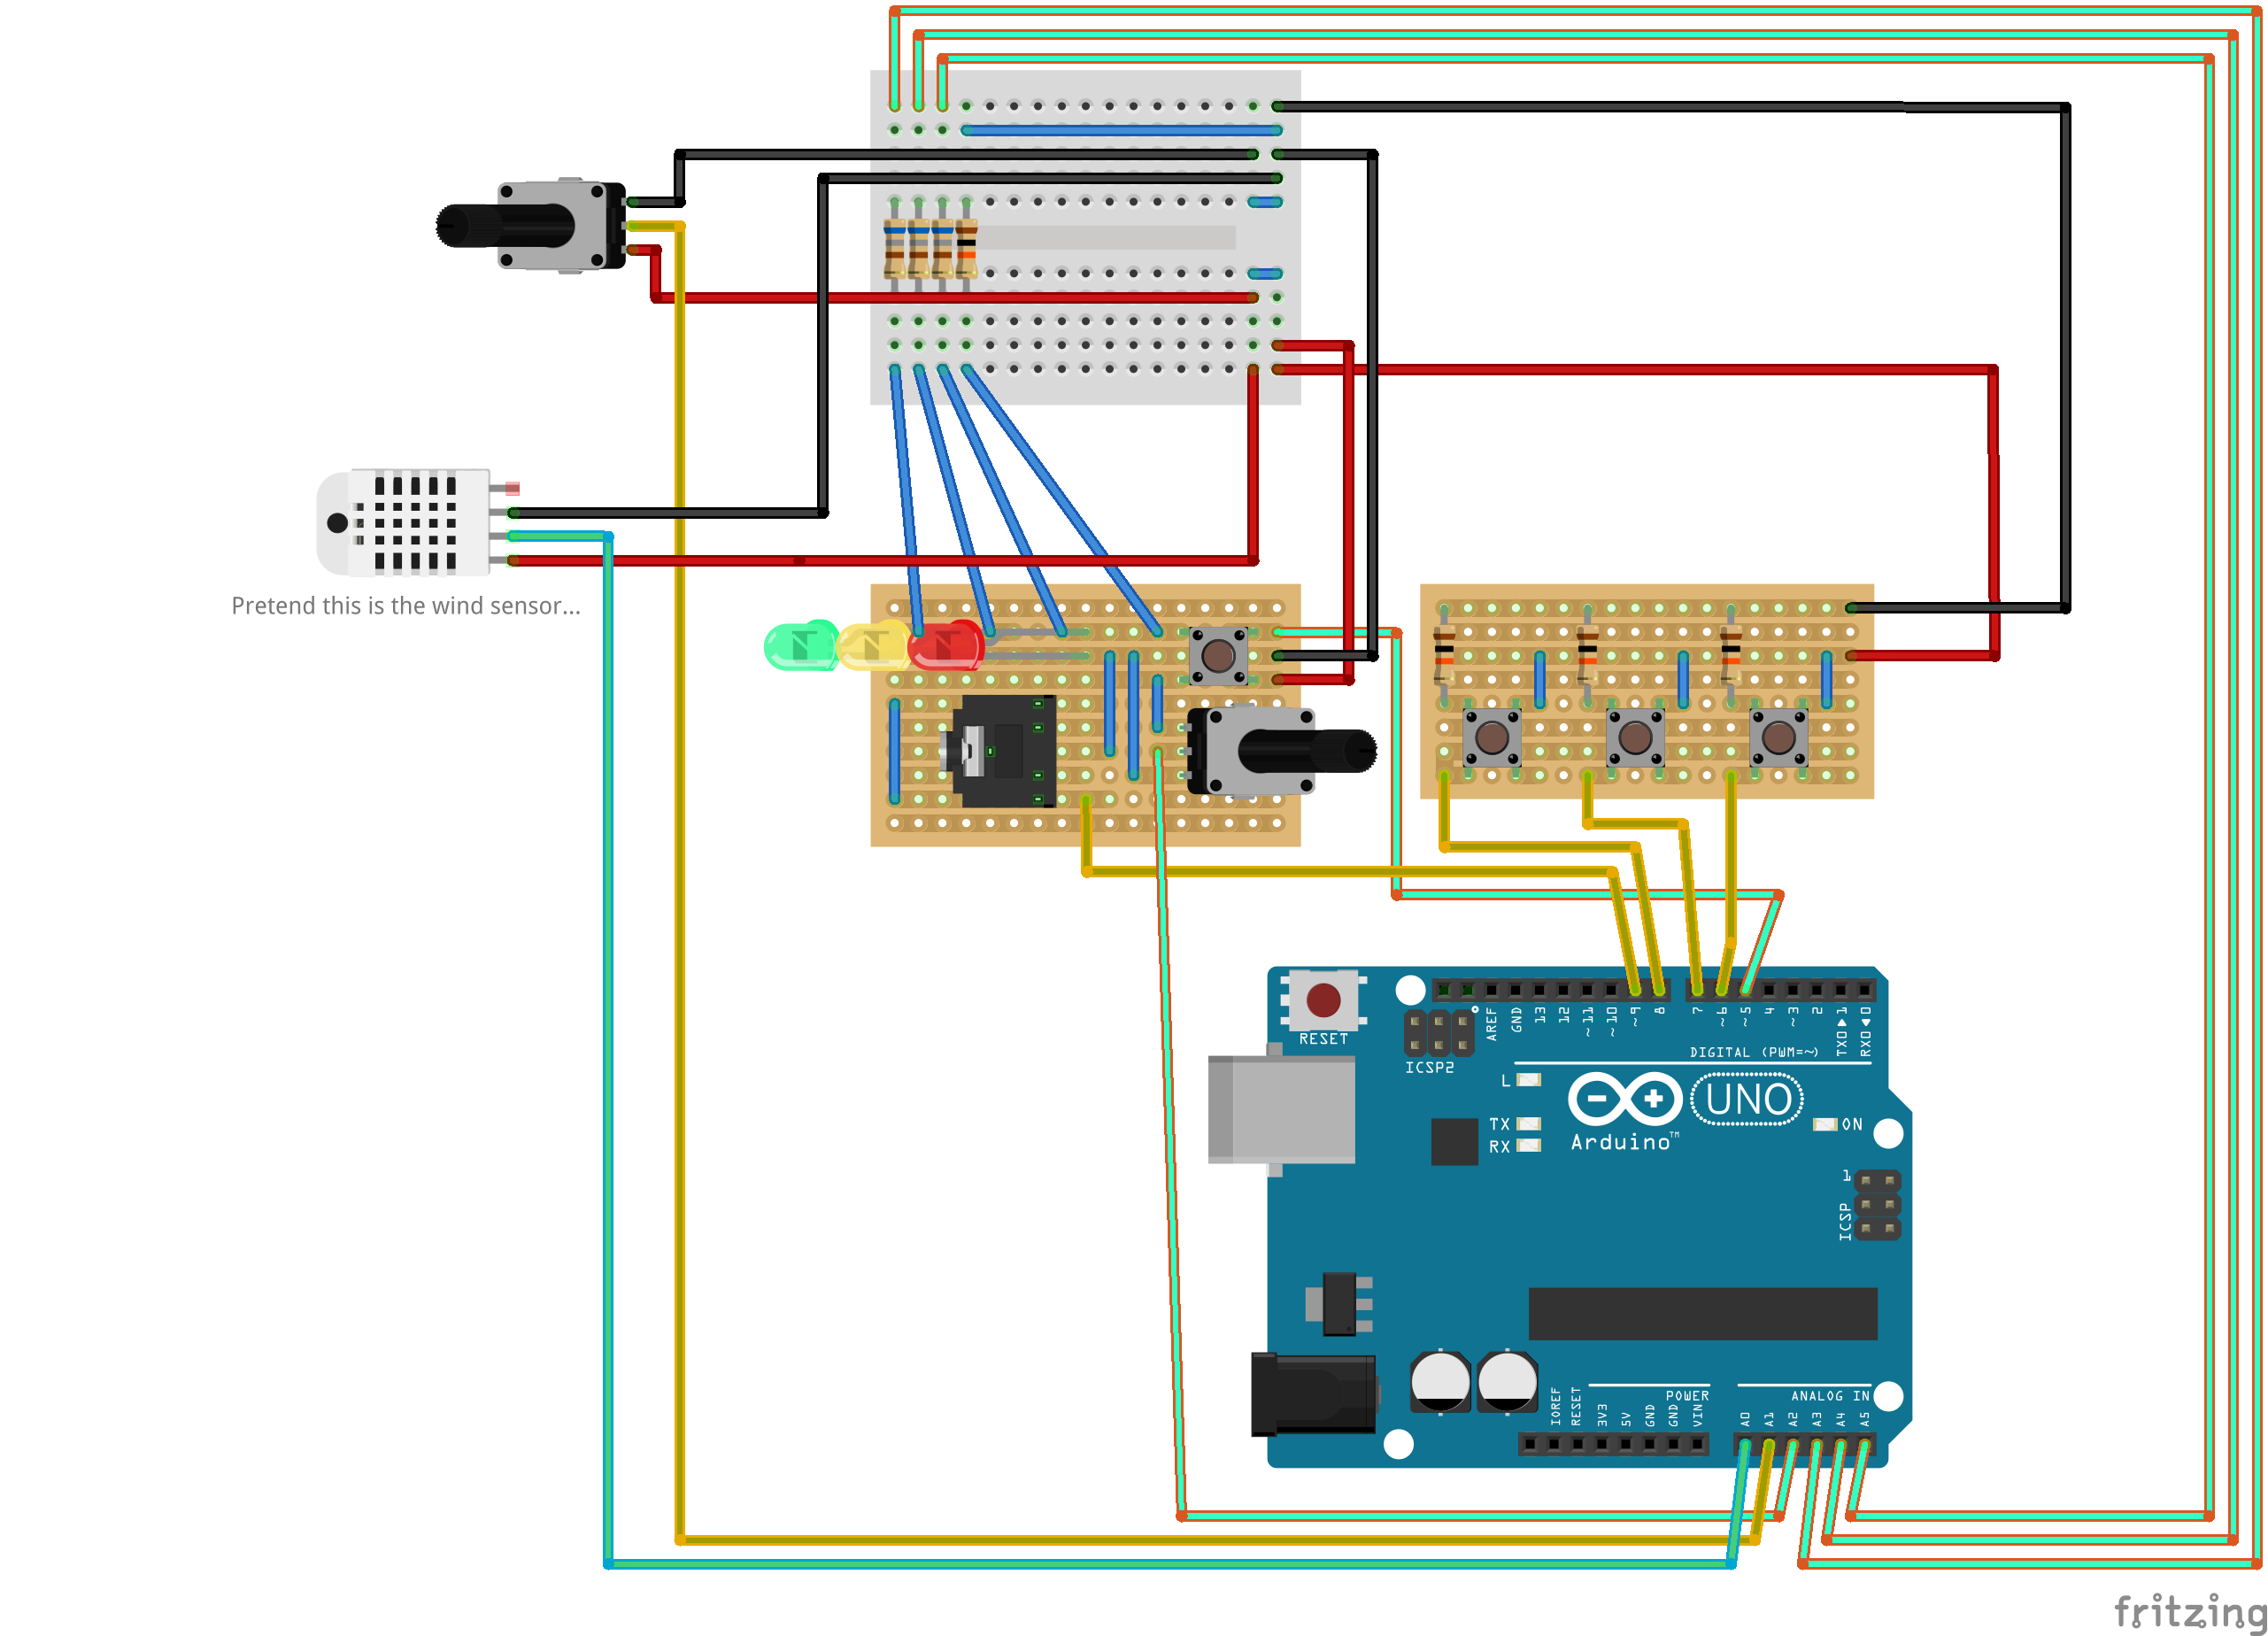 Pretend this is the wind sensor...
RESET
ICSP2
AREF
GND
13
12
~11
~10
~9
8
7
~6
~5
4
~3
2
TX0▶1
RX0◀0
DIGITAL (PWM=~)
L
TX
RX
Arduino™
UNO
ON
1
ICSP
IOREF
RESET
3V3
5V
GND
GND
VIN
POWER
ANALOG IN
A0
A1
A2
A3
A4
A5
fritzing